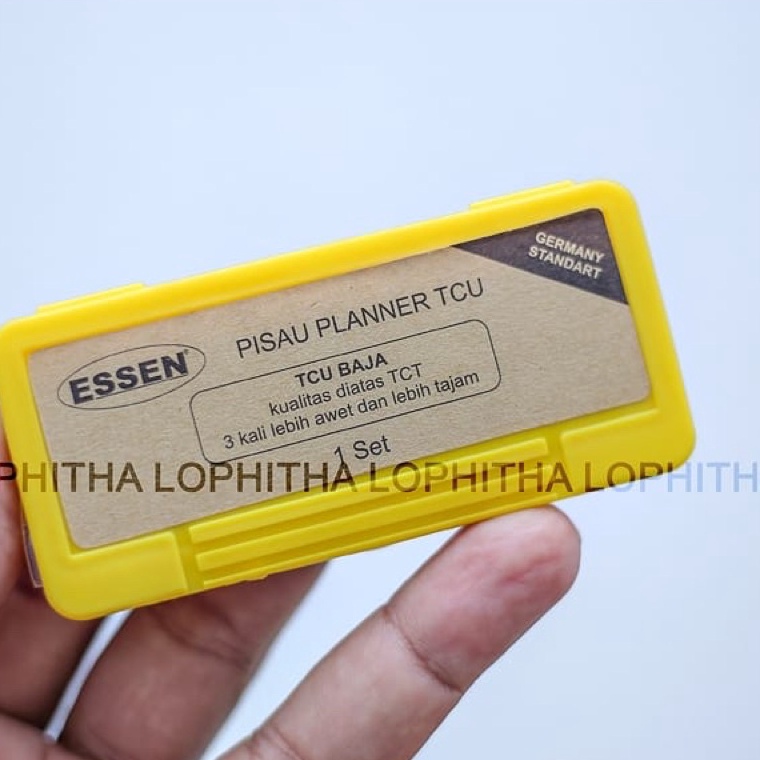 GERMANY
STANDART
PISAU PLANNER TCU
ESSEN
TCU BAJA
kualitas diatas TCT
3 kali lebih awet dan lebih tajam
1 Set
PHITHA LOPHITHA LOPHITHA LOPHITHA LOPHITH